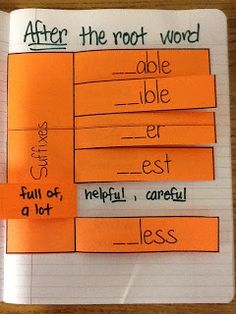 After the root word
Suffixes
__able
__ible
__er
__est
full of,
a lot
helpful, careful
__less